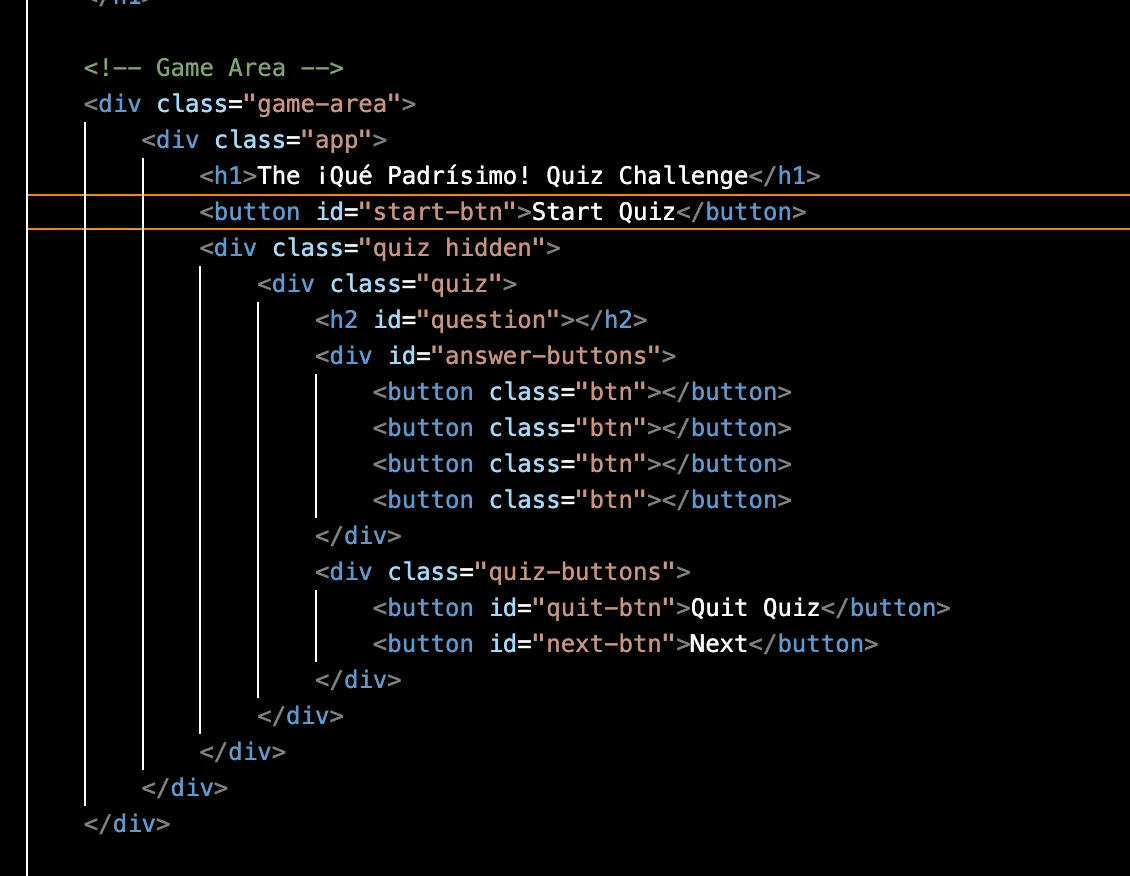 </h1>
<!-- Game Area -->
<div class="game-area">
<div class="app">
<h1>The ¡Qué Padrísimo! Quiz Challenge</h1>
<button id="start-btn">Start Quiz</button>
<div class="quiz hidden">
<div class="quiz">
<h2 id="question"></h2>
<div id="answer-buttons">
<button class="btn"></button>
<button class="btn"></button>
<button class="btn"></button>
<button class="btn"></button>
</div>
<div class="quiz-buttons">
<button id="quit-btn">Quit Quiz</button>
<button id="next-btn">Next</button>
</div>
</div>
</div>
</div>
</div>